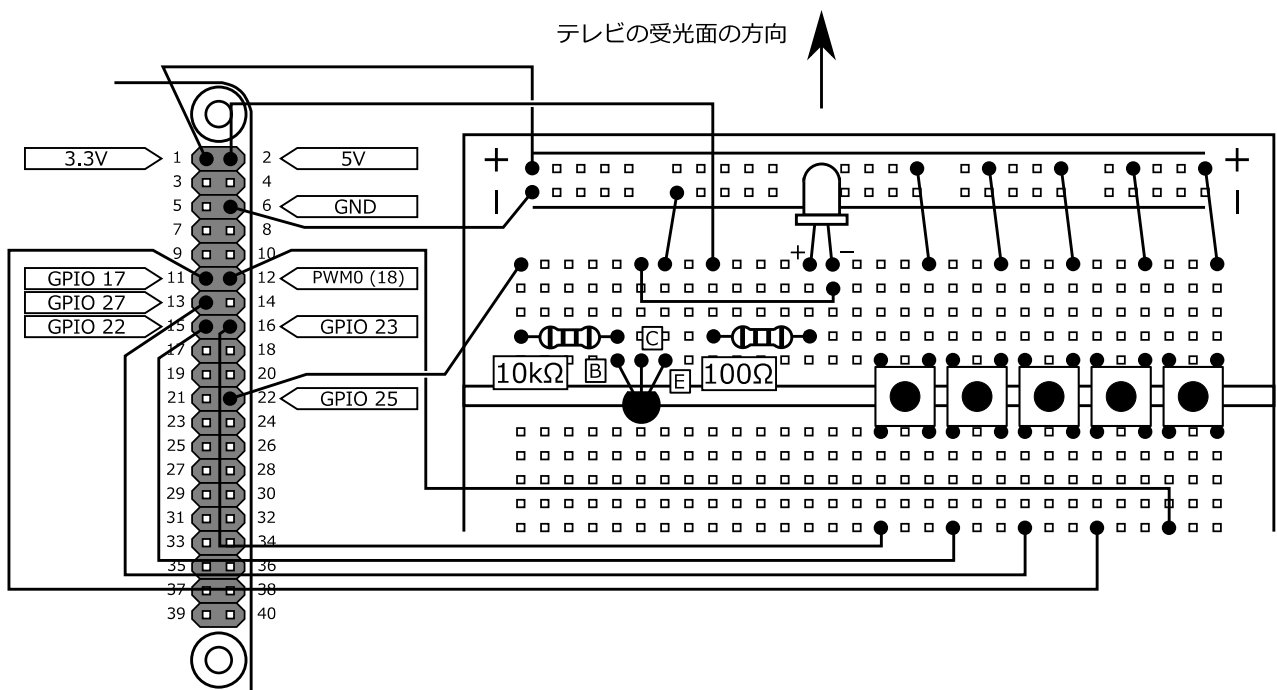 テレビの受光面の方向
3.3V 1 2 5V
3 4
5 6 GND
7 8
9 10
GPIO 17 11 12 PWM0 (18)
GPIO 27 13 14
GPIO 22 15 16 GPIO 23
17 18
19 20
21 22 GPIO 25
23 24
25 26
27 28
29 30
31 32
33 34
35 36
37 38
39 40
+ +
− −
+ −
C
10kΩ B E 100Ω